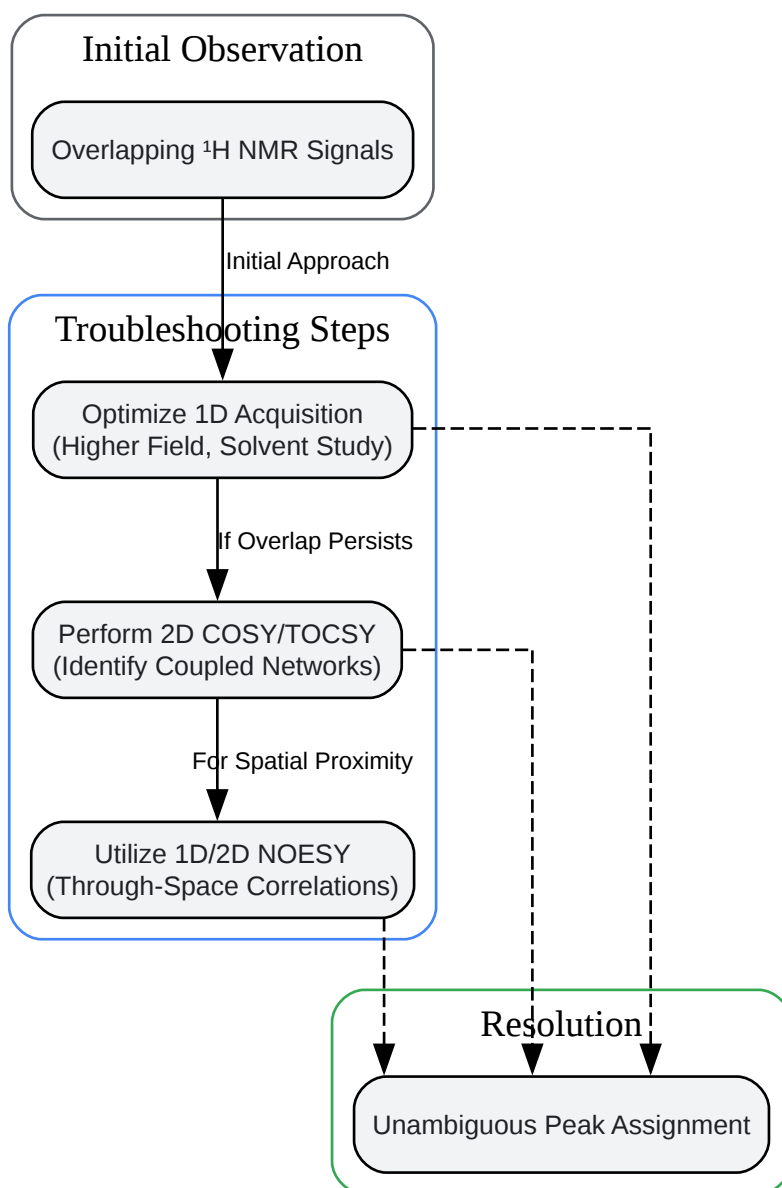 Initial Observation
Overlapping ¹H NMR Signals
Initial Approach
Troubleshooting Steps
Optimize 1D Acquisition
(Higher Field, Solvent Study)
If Overlap Persists
Perform 2D COSY/TOCSY
(Identify Coupled Networks)
For Spatial Proximity
Utilize 1D/2D NOESY
(Through-Space Correlations)
Resolution
Unambiguous Peak Assignment